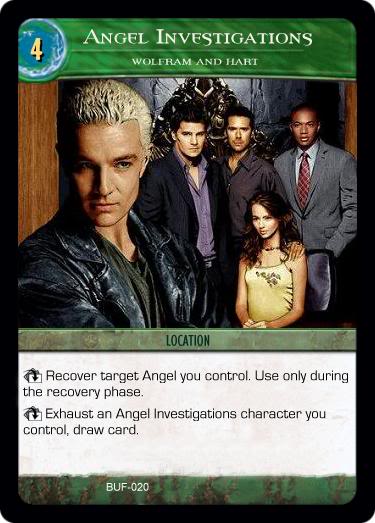 4
Angel Investigations
Wolfram and Hart
LOCATION
Recover target Angel you control. Use only during
the recovery phase.
Exhaust an Angel Investigations character you
control, draw card.
BUF-020